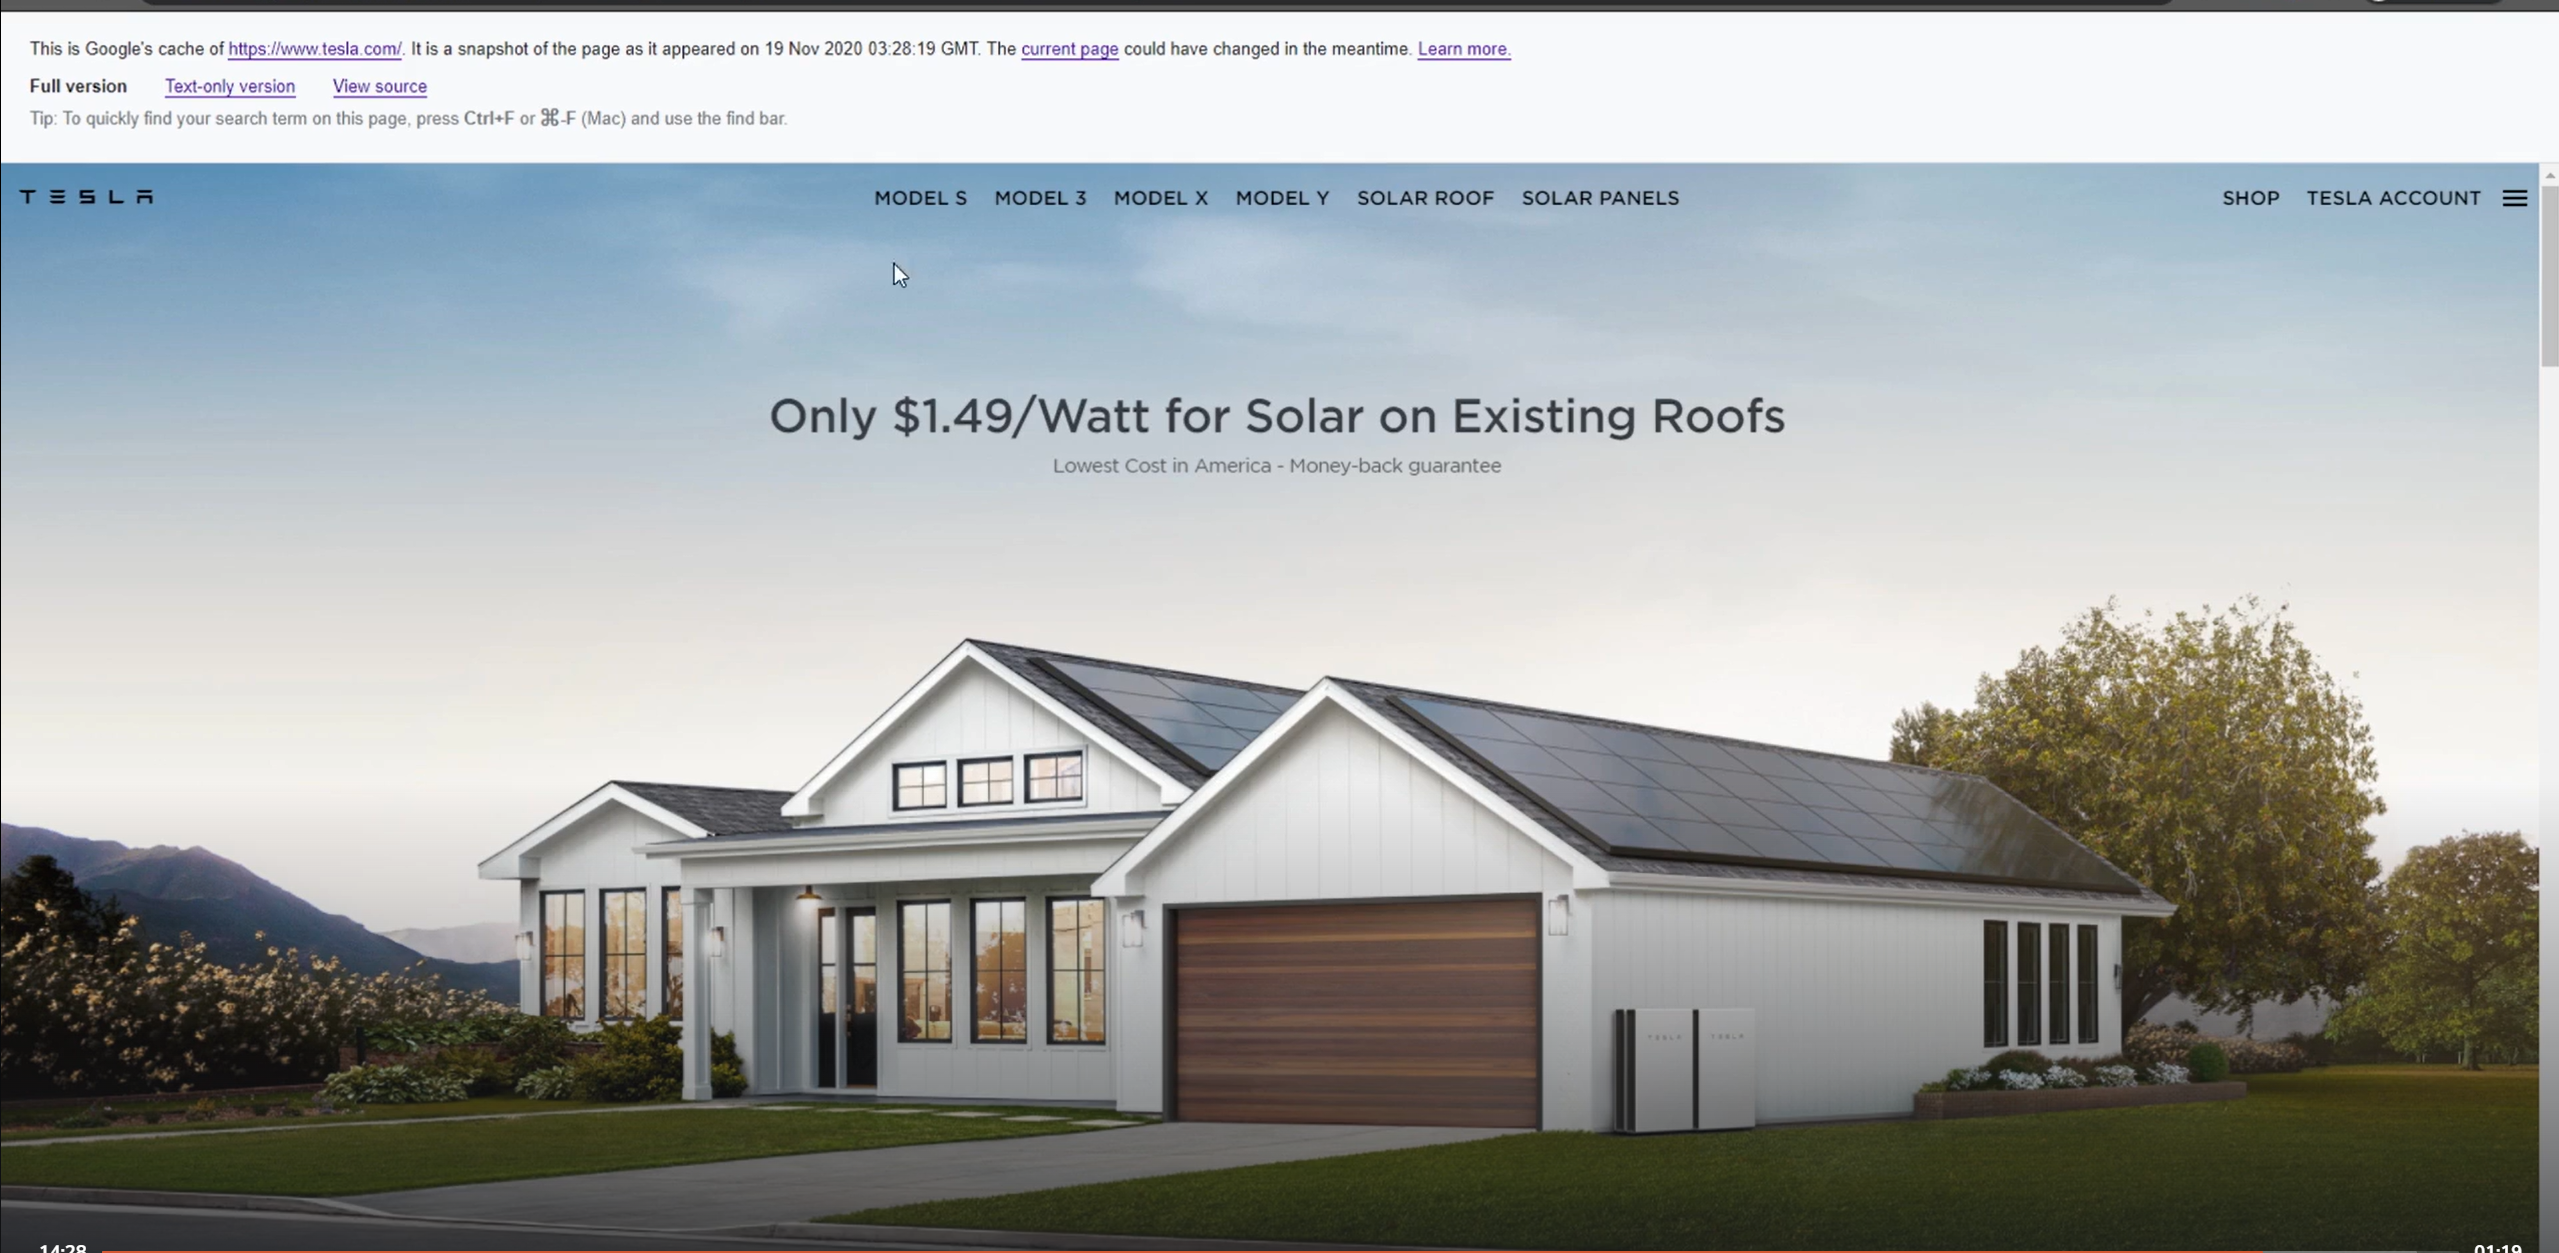 This is Google's cache of https://www.tesla.com/. It is a snapshot of the page as it appeared on 19 Nov 2020 03:28:19 GMT. The current page could have changed in the meantime. Learn more.
Full version Text-only version View source
Tip: To quickly find your search term on this page, press Ctrl+F or ⌘-F (Mac) and use the find bar.
TESLA MODEL S MODEL 3 MODEL X MODEL Y SOLAR ROOF SOLAR PANELS SHOP TESLA ACCOUNT
Only $1.49/Watt for Solar on Existing Roofs
Lowest Cost in America - Money-back guarantee
TESLA TESLA
14:28 01:19